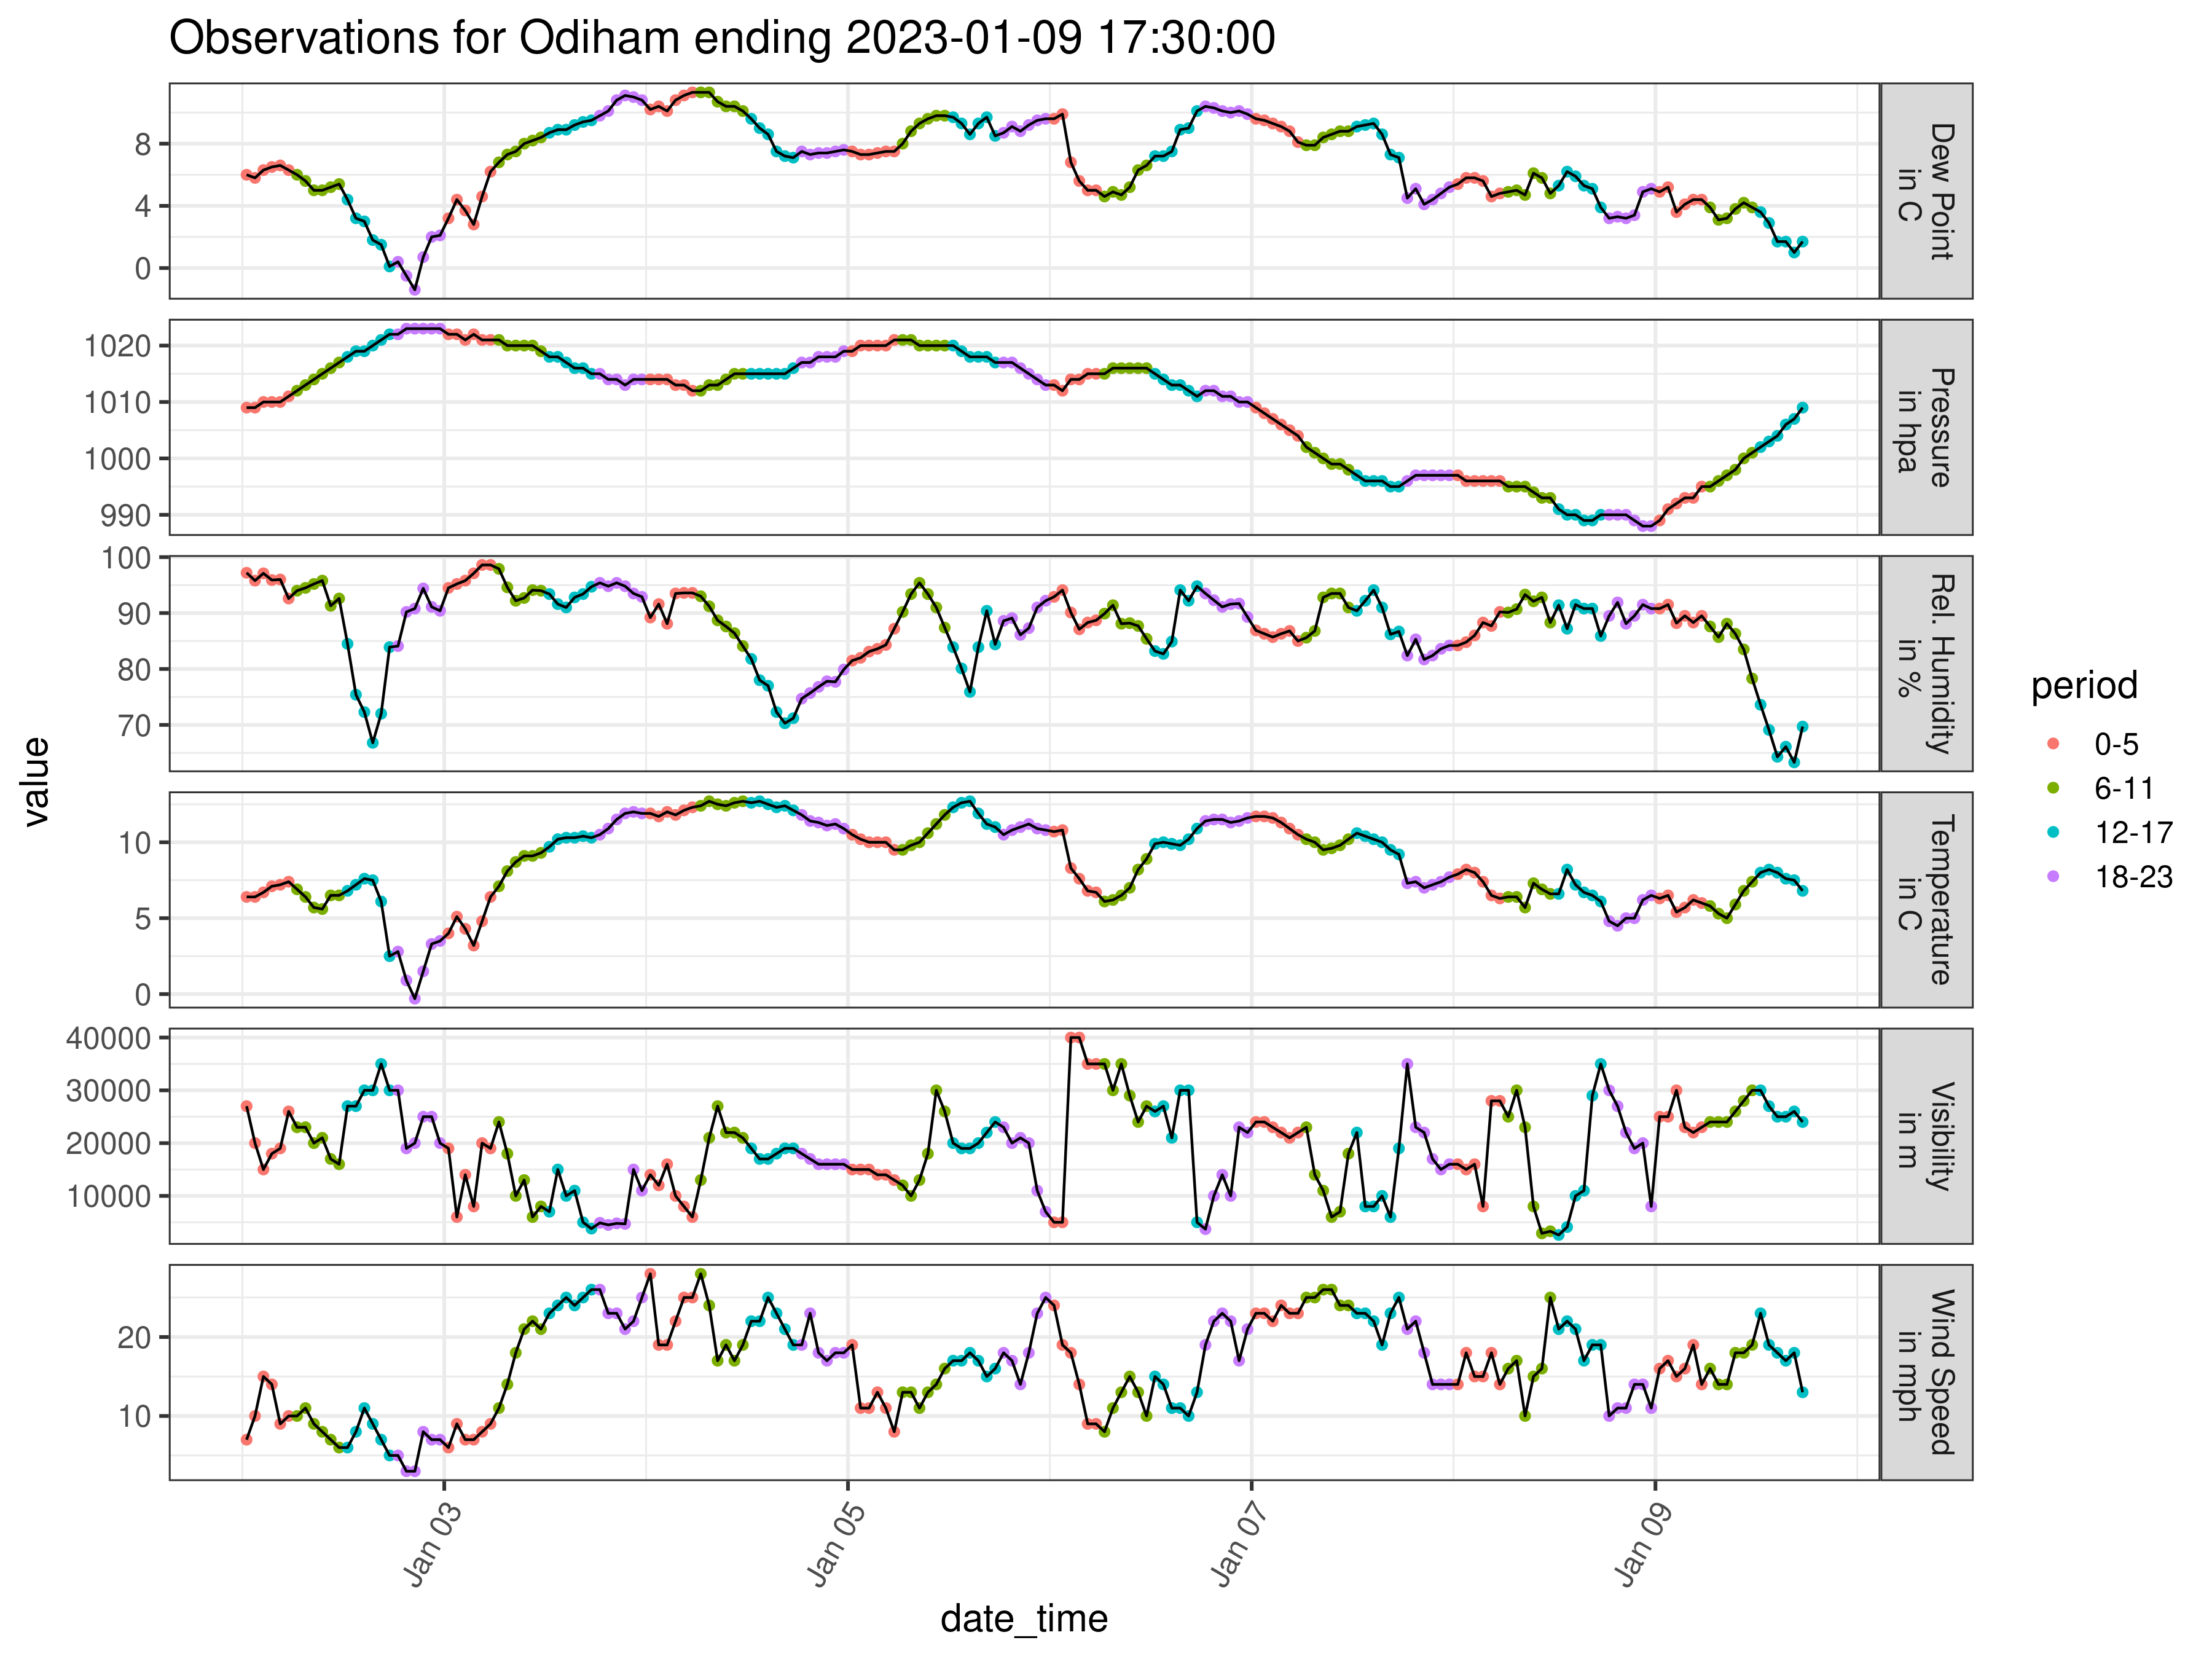 Observations for Odiham ending 2023-01-09 17:30:00
value
8
4
0
Dew Point
in C
1020
1010
1000
990
Pressure
in hpa
100
90
80
70
Rel. Humidity
in %
10
5
0
Temperature
in C
40000
30000
20000
10000
Visibility
in m
20
10
Wind Speed
in mph
Jan 03
Jan 05
Jan 07
Jan 09
date_time
period
0-5
6-11
12-17
18-23